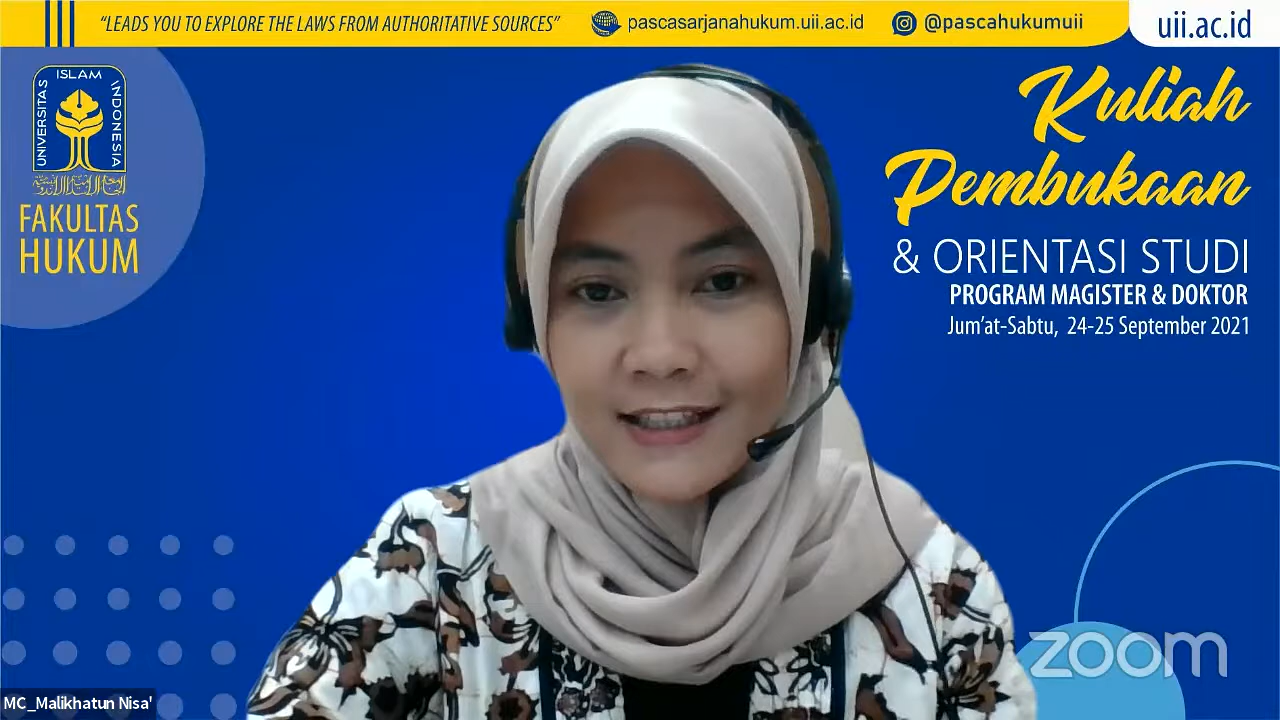 “LEADS YOU TO EXPLORE THE LAWS FROM AUTHORITATIVE SOURCES”
pascasarjanahukum.uii.ac.id
@pascahukumuii
uii.ac.id
UNIVERSITAS ISLAM INDONESIA
FAKULTAS
HUKUM
Kuliah
Pembukaan
& ORIENTASI STUDI
PROGRAM MAGISTER & DOKTOR
Jum’at-Sabtu, 24-25 September 2021
zoom
MC_Malikhatun Nisa'